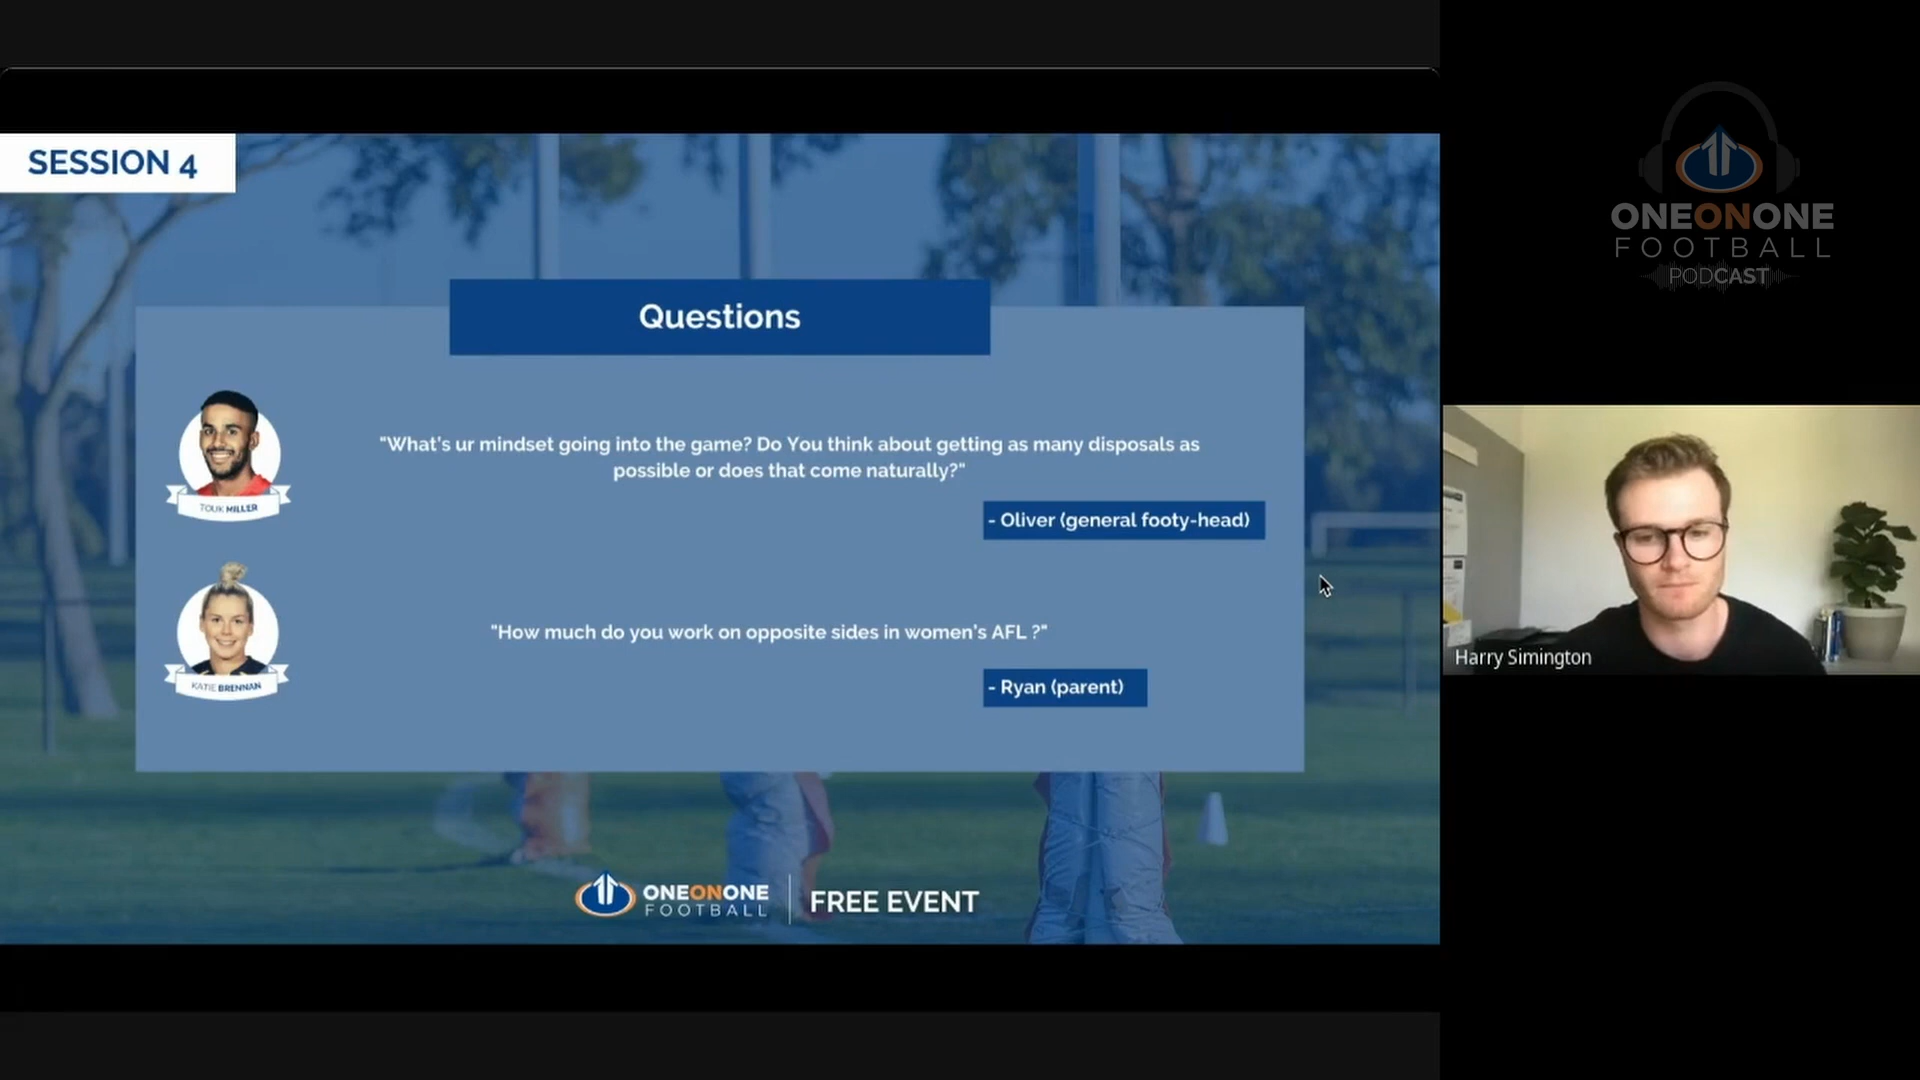 SESSION 4
Questions
"What's ur mindset going into the game? Do You think about getting as many disposals as
possible or does that come naturally?"
- Oliver (general footy-head)
TOUK MILLER
"How much do you work on opposite sides in women's AFL ?"
- Ryan (parent)
KATIE BRENNAN
ONEONONE
FOOTBALL
FREE EVENT
ONEONONE
FOOTBALL
PODCAST
Harry Simington